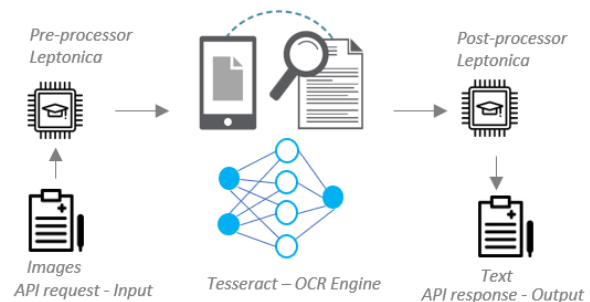 Pre-processor
Leptonica
Post-processor
Leptonica
Images
API request - Input
Tesseract – OCR Engine
Text
API response - Output